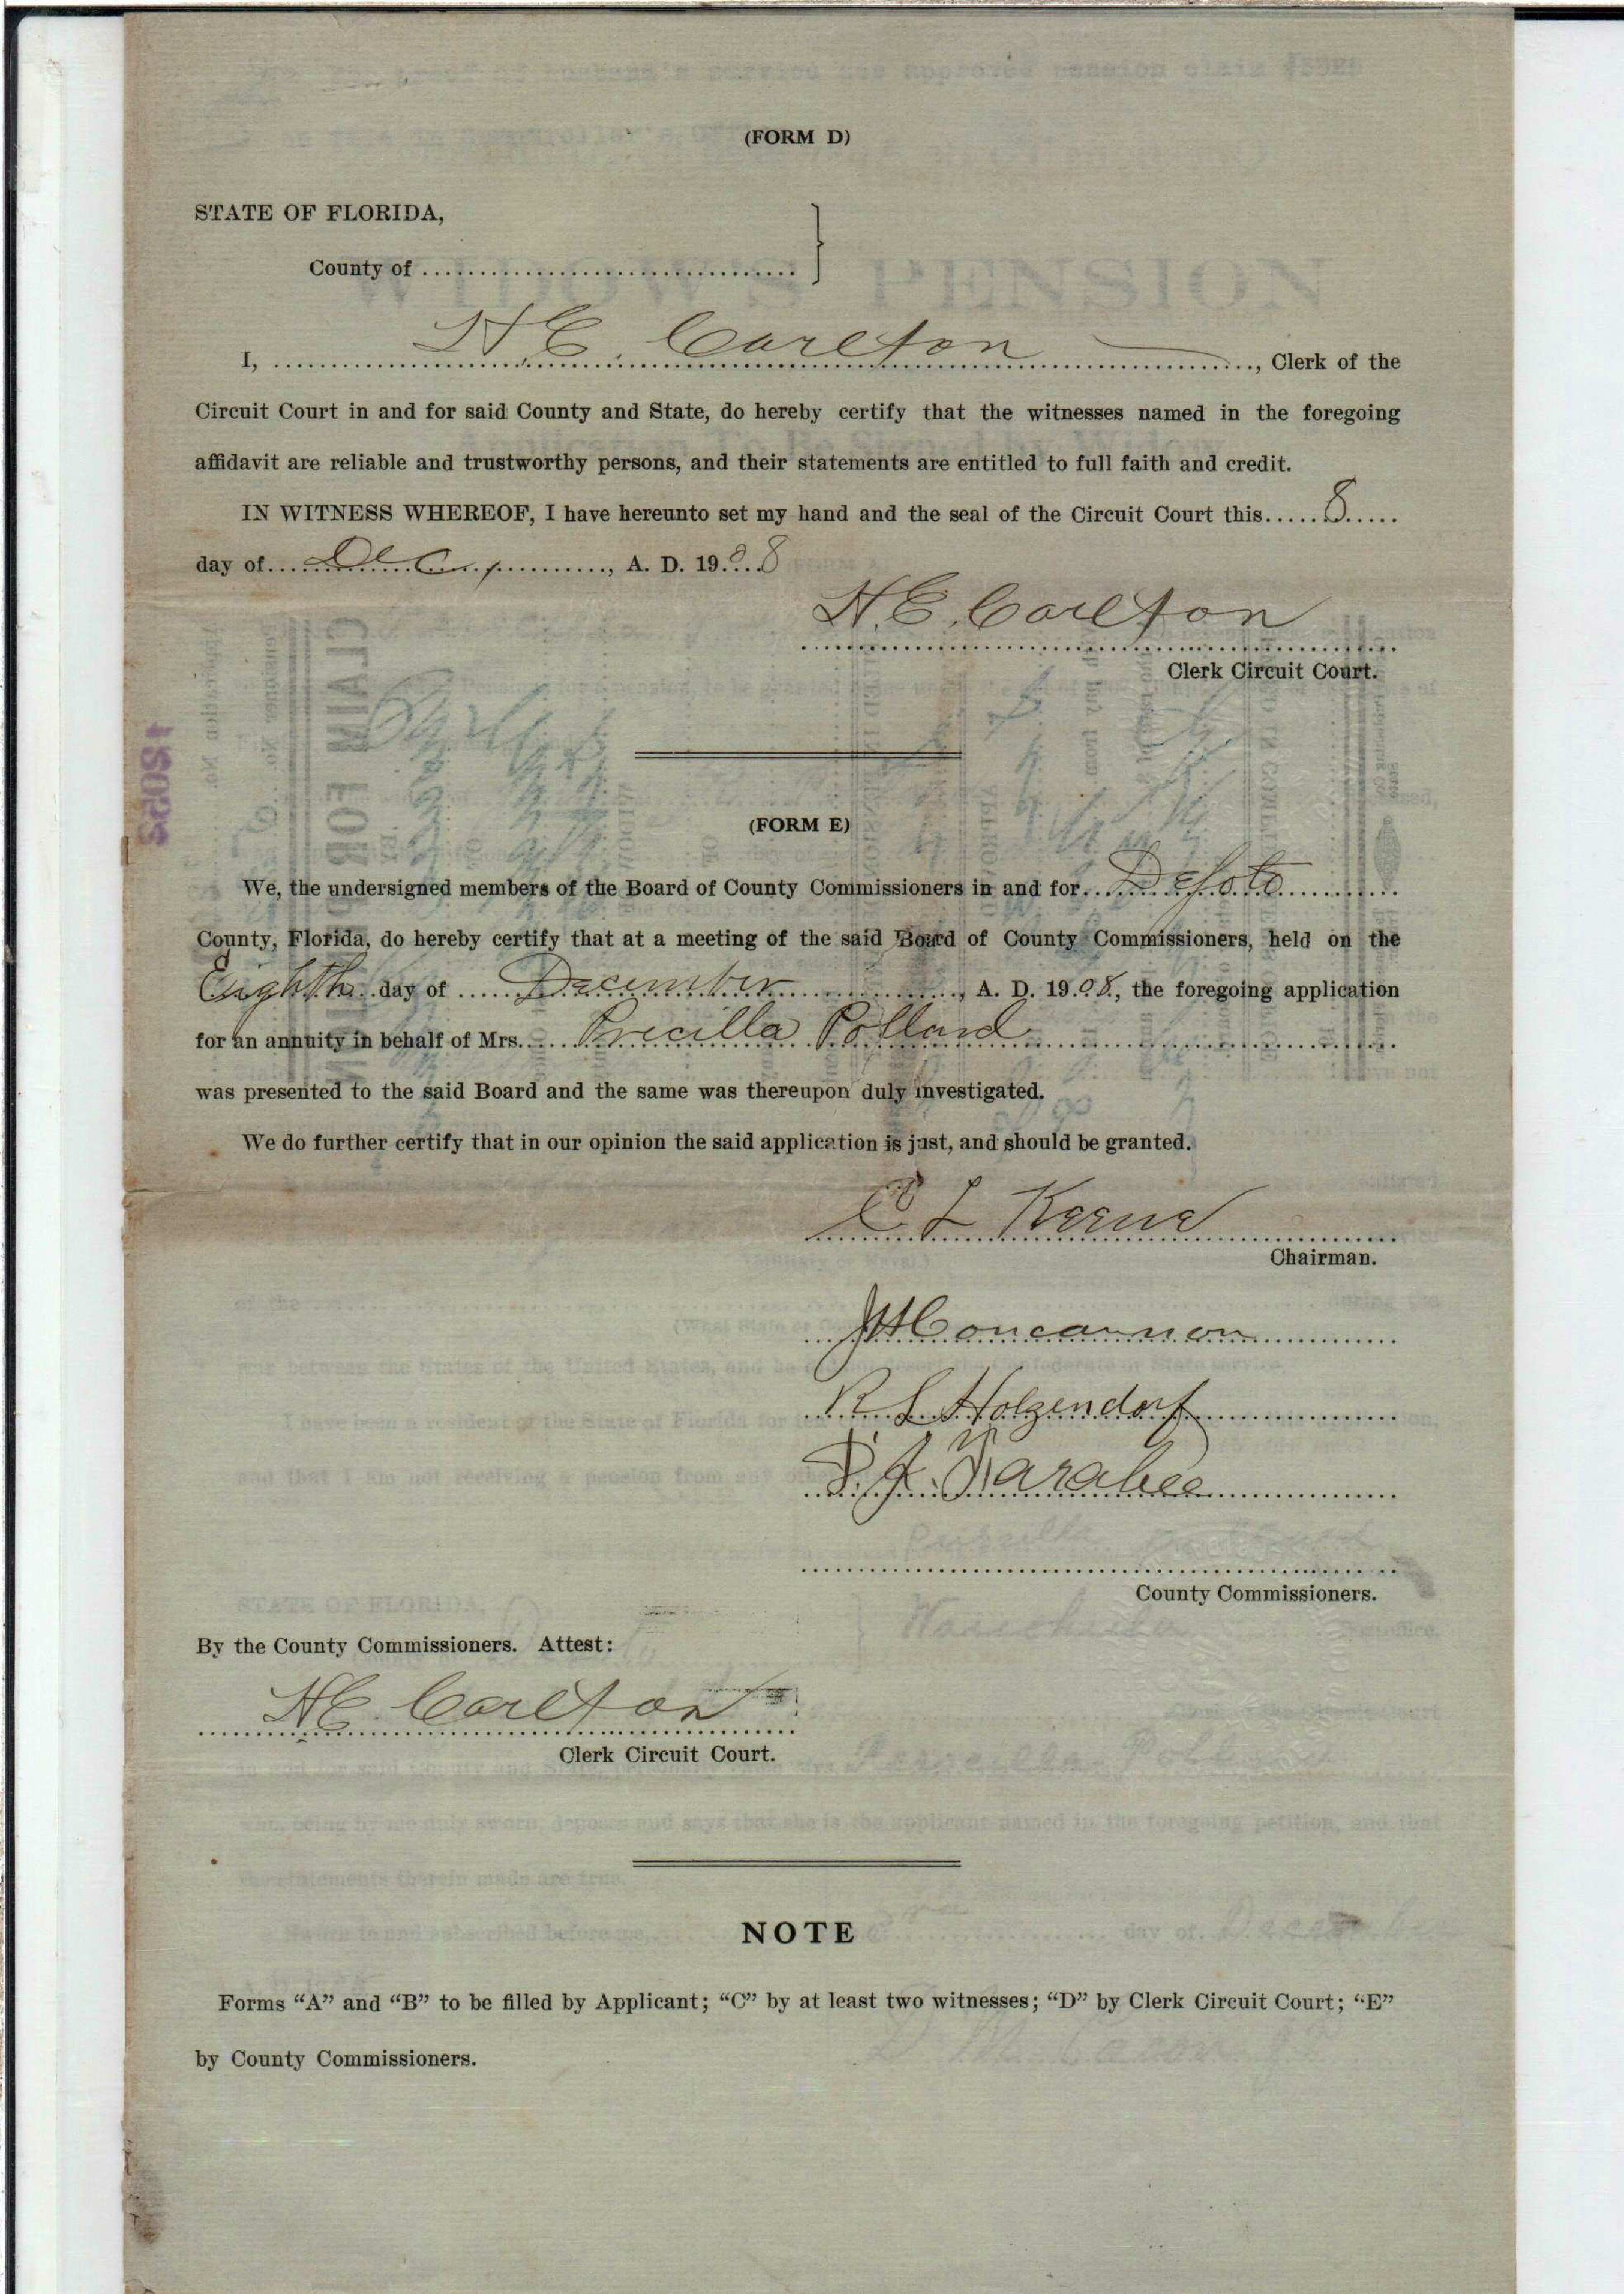 (FORM D)
STATE OF FLORIDA,
County of
I, H. E. Carlton, Clerk of the
Circuit Court in and for said County and State, do hereby certify that the witnesses named in the foregoing
affidavit are reliable and trustworthy persons, and their statements are entitled to full faith and credit.
IN WITNESS WHEREOF, I have hereunto set my hand and the seal of the Circuit Court this 8
day of , A. D. 1908
H. E. Carlton
Clerk Circuit Court.
18052
(FORM E)
We, the undersigned members of the Board of County Commissioners in and for DeSoto
County, Florida, do hereby certify that at a meeting of the said Board of County Commissioners, held on the
Eighth day of December, A. D. 1908, the foregoing application
for an annuity in behalf of Mrs. Precilla Pollard
was presented to the said Board and the same was thereupon duly investigated.
We do further certify that in our opinion the said application is just, and should be granted.
C L
Chairman.
Concannon
R L Holzendorf
County Commissioners.
By the County Commissioners. Attest:
H E Carlton
Clerk Circuit Court.
NOTE
Forms “A” and “B” to be filled by Applicant; “C” by at least two witnesses; “D” by Clerk Circuit Court; “E”
by County Commissioners.